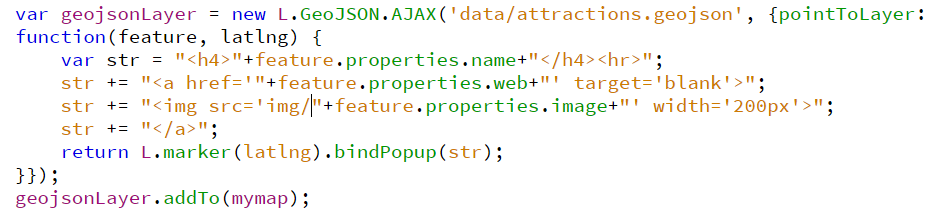 var geojsonLayer = new L.GeoJSON.AJAX('data/attractions.geojson', {pointToLayer:
function(feature, latlng) {
    var str = "<h4>"+feature.properties.name+"</h4><hr>";
    str += "<a href='"+feature.properties.web+"' target='blank'>";
    str += "<img src='img/"+feature.properties.image+"' width='200px'>";
    str += "</a>";
    return L.marker(latlng).bindPopup(str);
}});
geojsonLayer.addTo(mymap);